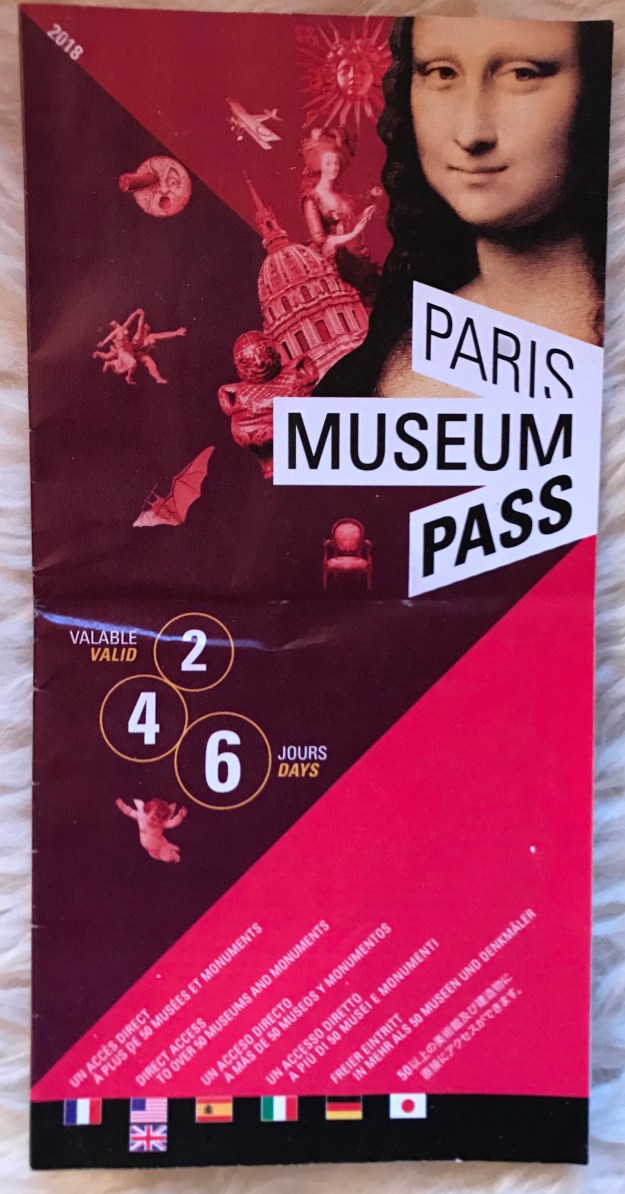 2018
PARIS
MUSEUM
PASS
VALABLE
VALID
2
4
6
JOURS
DAYS
UN ACCÈS DIRECT
À PLUS DE 50 MUSÉES ET MONUMENTS
DIRECT ACCESS
TO OVER 50 MUSEUMS AND MONUMENTS
UN ACCESO DIRECTO
A MÁS DE 50 MUSEOS Y MONUMENTOS
UN ACCESSO DIRETTO
A PIÙ DI 50 MUSEI E MONUMENTI
FREIER EINTRITT
IN MEHR ALS 50 MUSEEN UND DENKMÄLER
50以上の美術館及び建造物に
直接にアクセスができます。